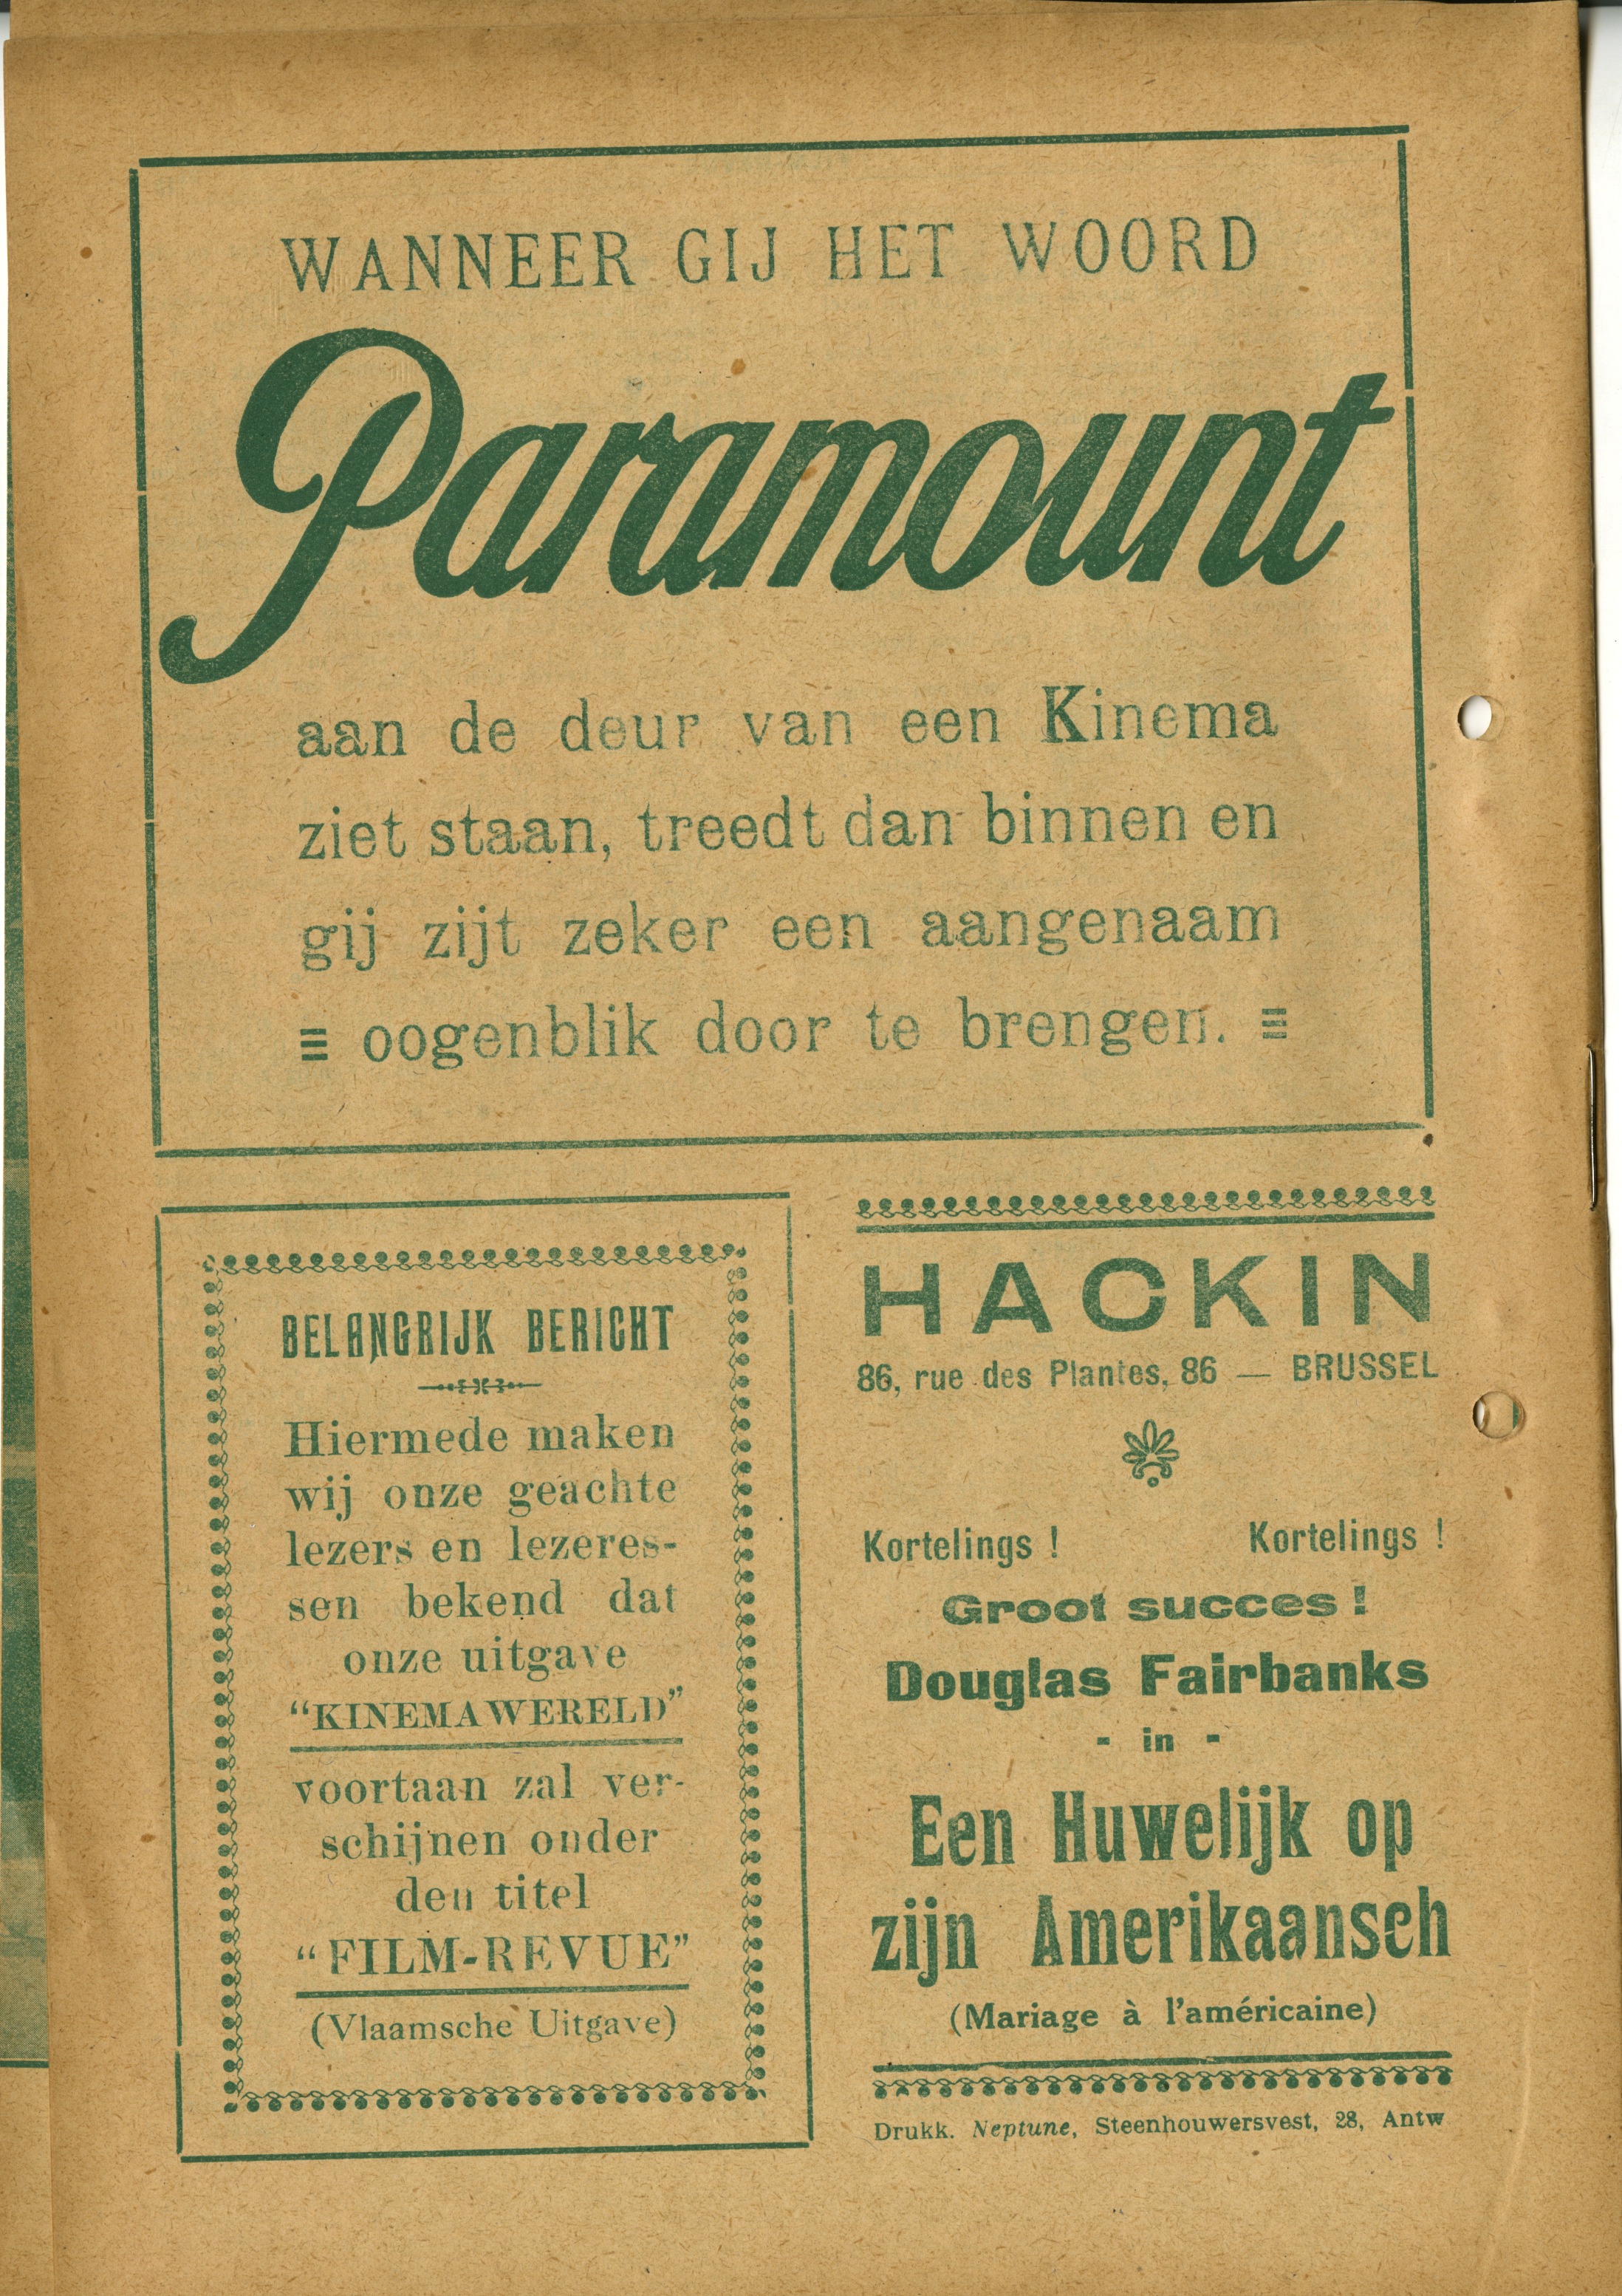 WANNEER GIJ HET WOORD
Paramount
aan de deur van een Kinema
ziet staan, treedt dan binnen en
gij zijt zeker een aangenaam
≡ oogenblik door te brengen. ≡
BELANGRIJK BERICHT
Hiermede maken
wij onze geachte
lezers en lezeres-
sen bekend dat
onze uitgave
“KINEMAWERELD”
voortaan zal ver-
schijnen onder
den titel
“FILM-REVUE”
(Vlaamsche Uitgave)
HACKIN
86, rue des Plantes, 86 — BRUSSEL
Kortelings ! Kortelings !
Groot succes !
Douglas Fairbanks
- in -
Een Huwelijk op
zijn Amerikaansch
(Mariage à l'américaine)
Drukk. Neptune, Steenhouwersvest, 28, Antw